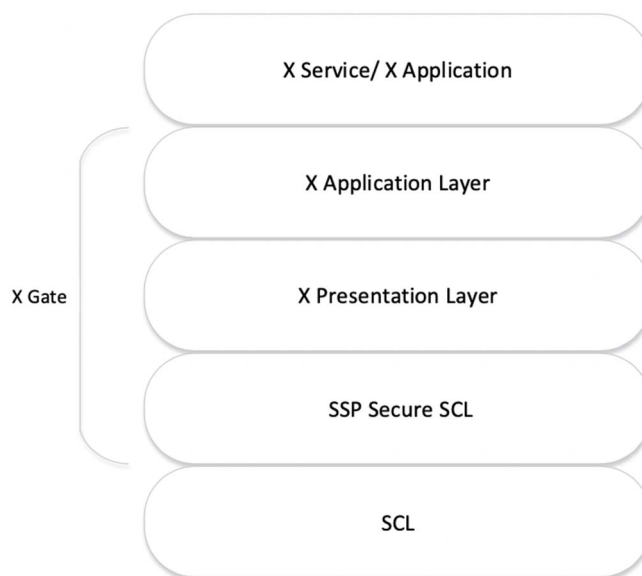 X Service/ X Application
X Application Layer
X Gate
X Presentation Layer
SSP Secure SCL
SCL